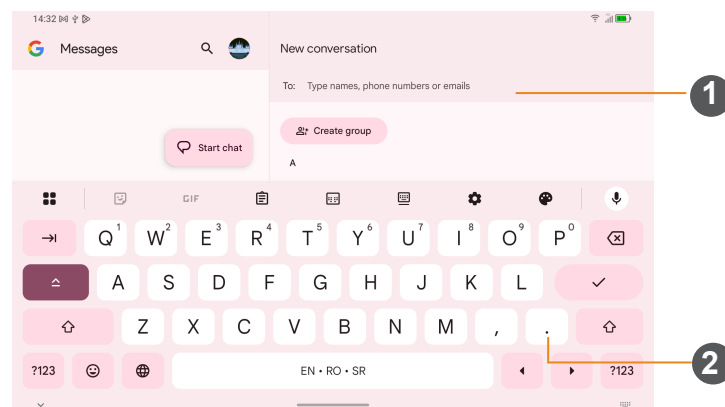 14:32
Messages
New conversation
To: Type names, phone numbers or emails
1
Create group
Start chat
A
GIF
Q 1 W 2 E 3 R 4 T 5 Y 6 U 7 I 8 O 9 P 0
A S D F G H J K L
Z X C V B N M , .
2
?123 EN • RO • SR ?123